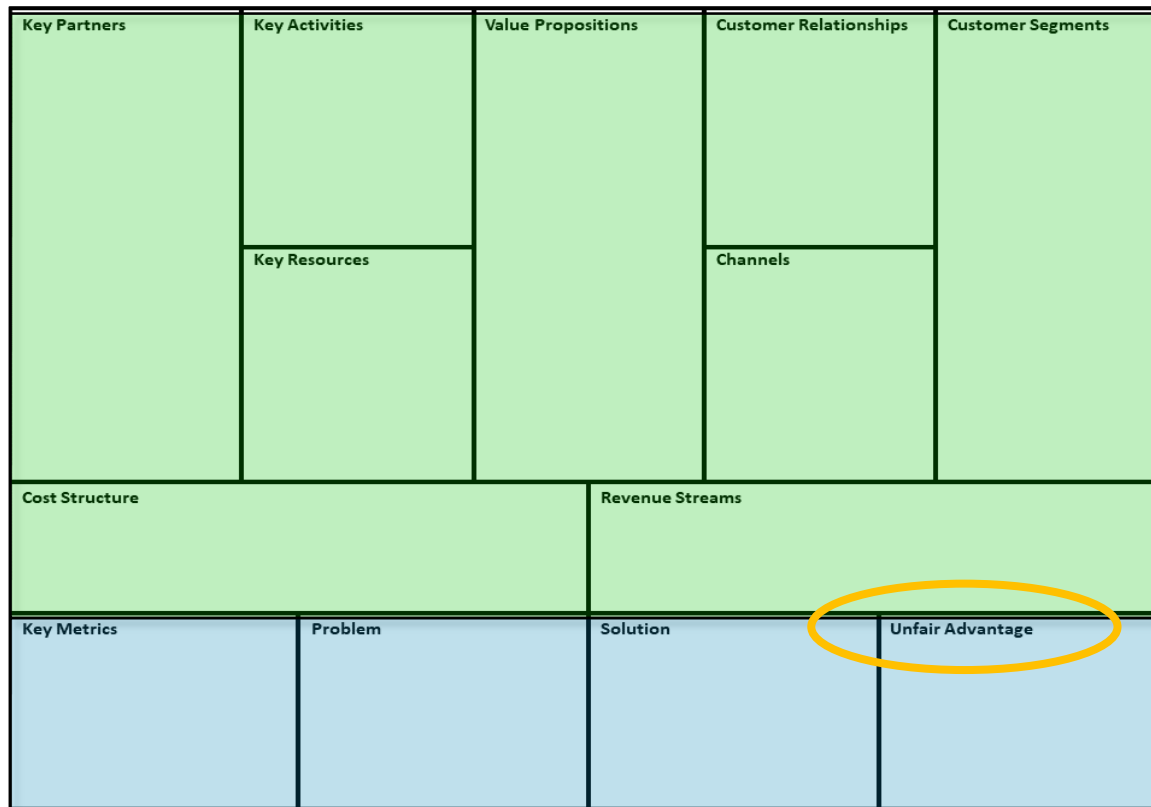 Key Partners
Key Activities
Value Propositions
Customer Relationships
Customer Segments
Key Resources
Channels
Cost Structure
Revenue Streams
Key Metrics
Problem
Solution
Unfair Advantage